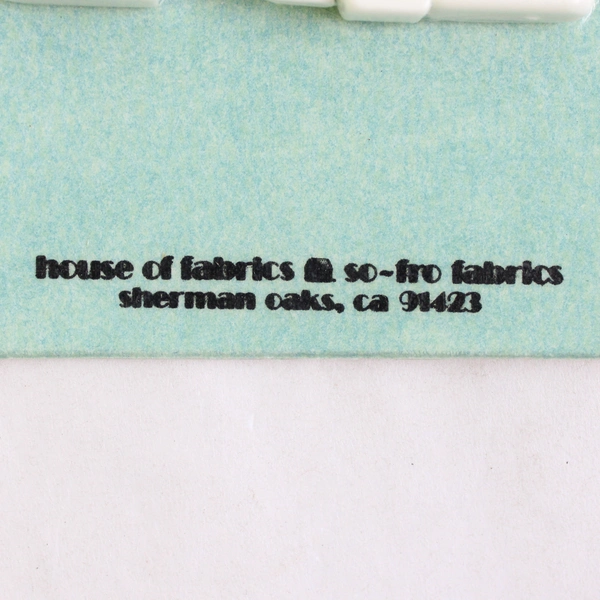 house of fabrics so~fro fabrics
sherman oaks, ca 91423